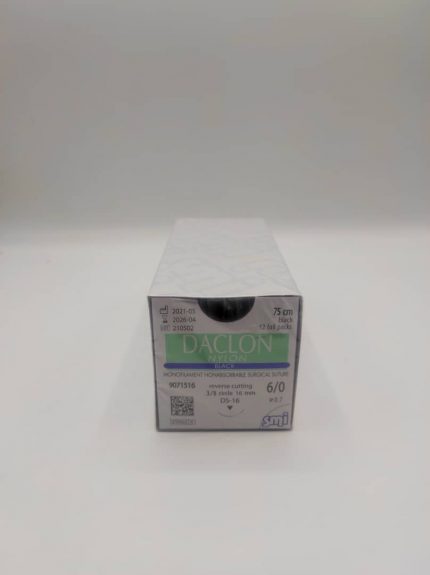 2021-05
2026-04
210502
75 cm
black
12 foil packs
DACLON
NYLON
BLACK
MONOFILAMENT NONABSORBABLE SURGICAL SUTURE
9071516
reverse cutting
3/8 circle 16 mm
DS-16
6/0
smi